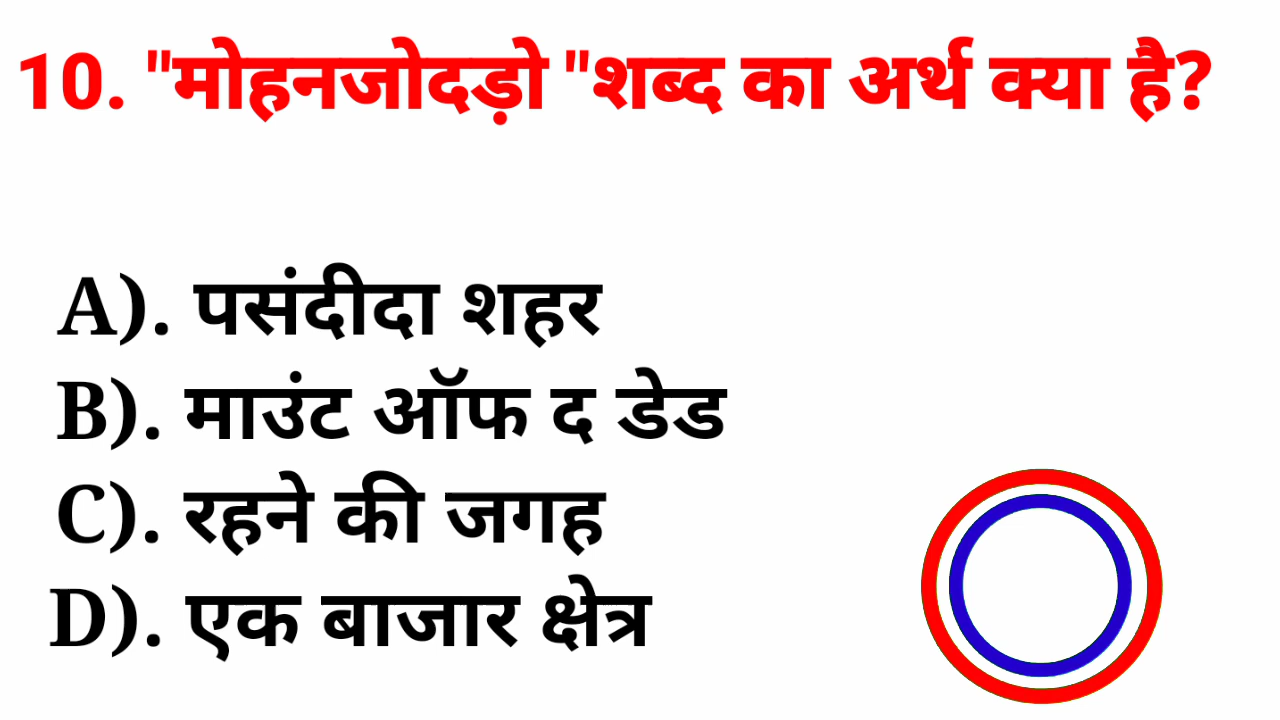 10. "मोहनजोदड़ो "शब्द का अर्थ क्या है?
A). पसंदीदा शहर
B). माउंट ऑफ द डेड
C). रहने की जगह
D). एक बाजार क्षेत्र